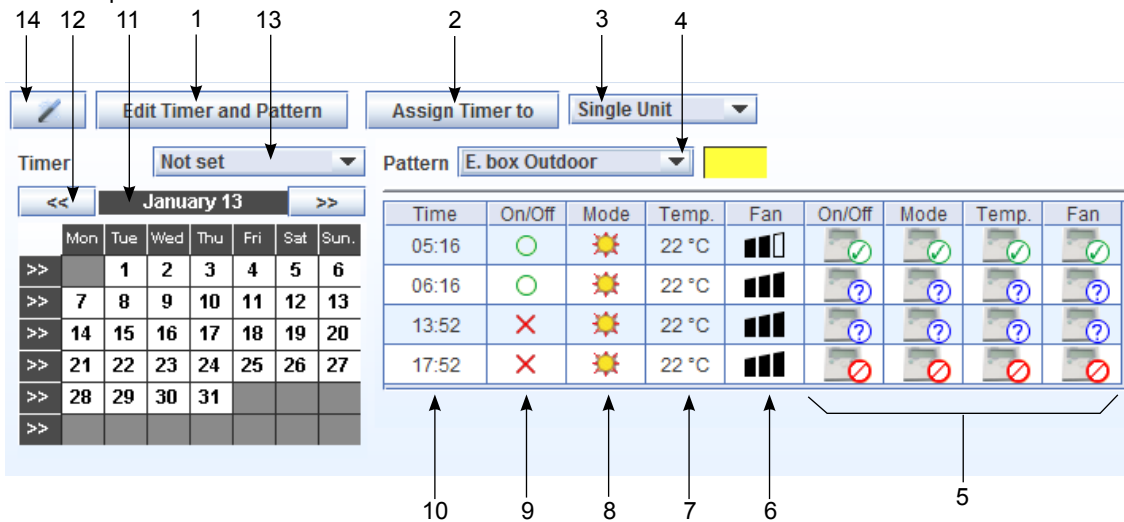 14 12 11 1 13 2 3 4
Edit Timer and Pattern Assign Timer to Single Unit
Timer Not set Pattern E. box Outdoor
<< January 13 >>
Mon Tue Wed Thu Fri Sat Sun.
>> 1 2 3 4 5 6
>> 7 8 9 10 11 12 13
>> 14 15 16 17 18 19 20
>> 21 22 23 24 25 26 27
>> 28 29 30 31
>>
Time On/Off Mode Temp. Fan On/Off Mode Temp. Fan
05:16 22 °C
06:16 22 °C
13:52 22 °C
17:52 22 °C
10 9 8 7 6 5